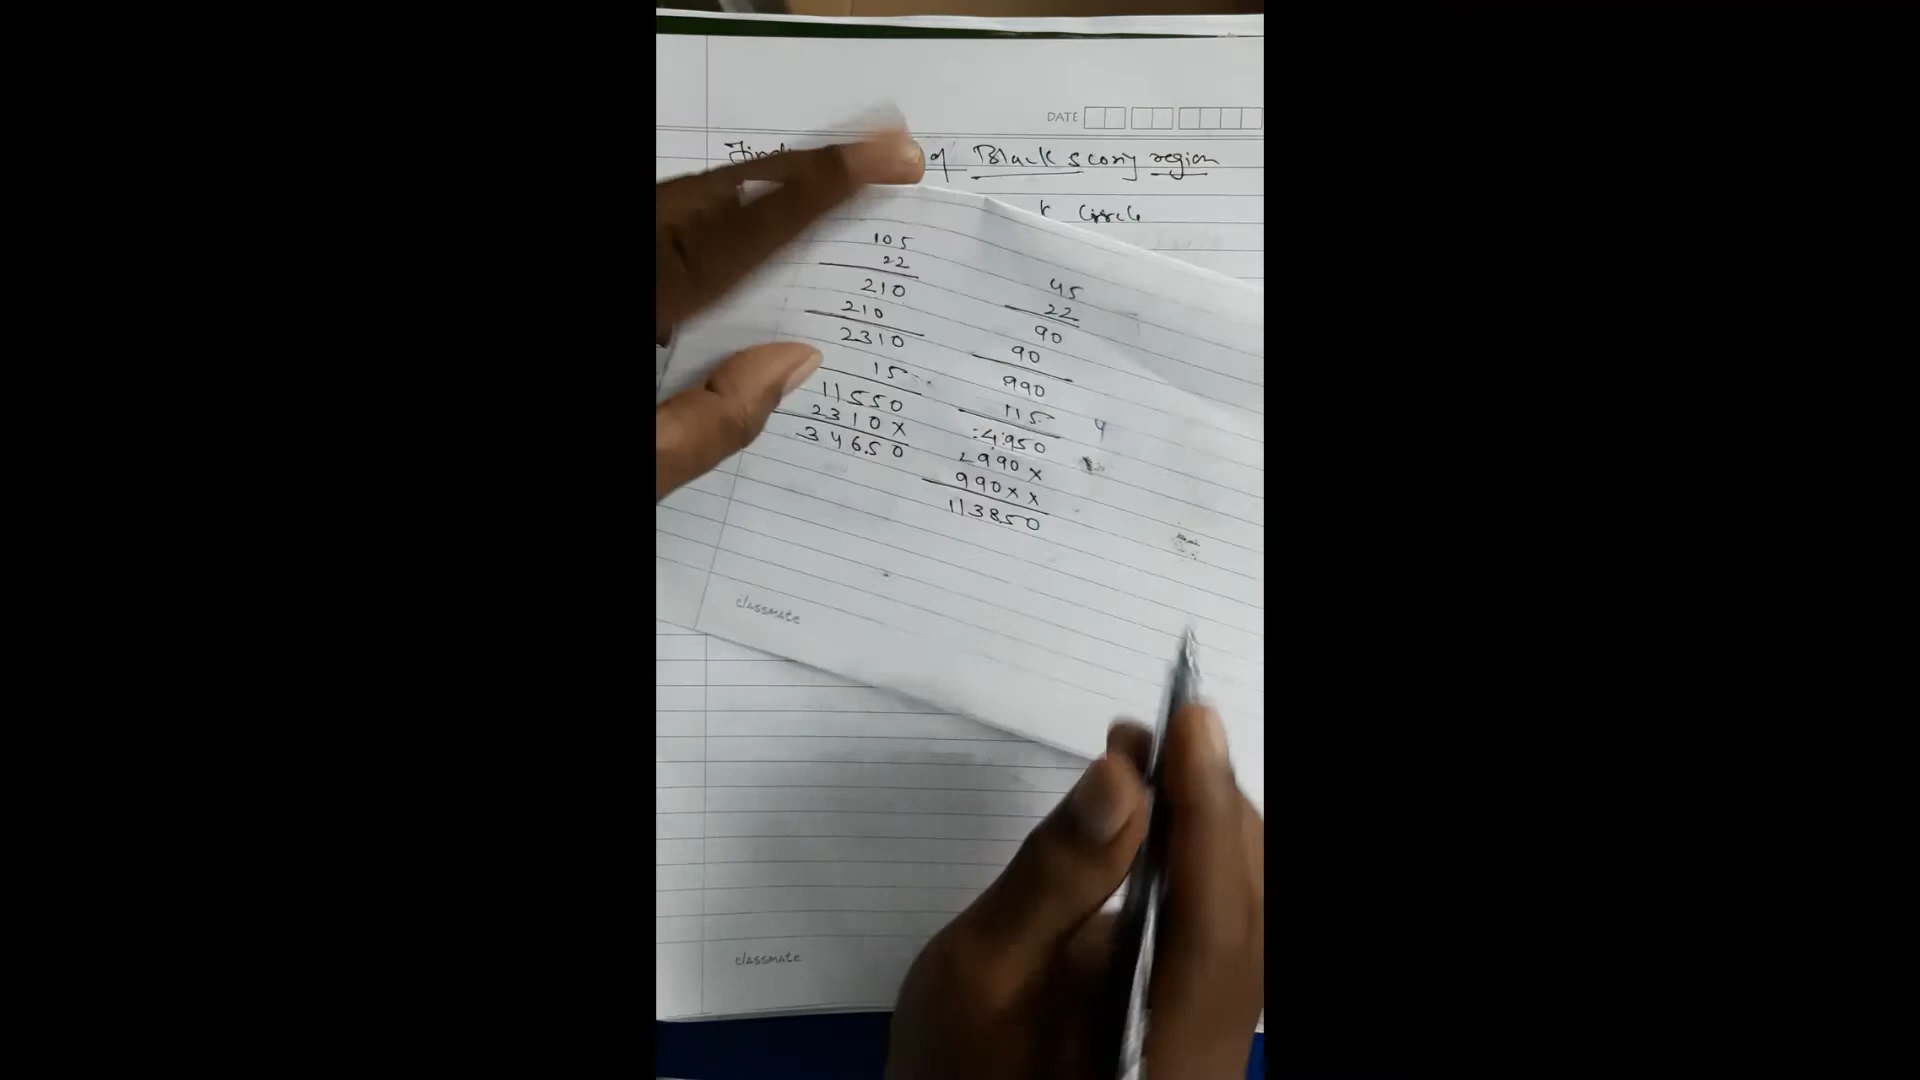 DATE
of Black scory region
r Circle
105
22
210
210
2310
15
11550
2310x
34650
45
22
90
90
990
115
4950
990x
990xx
113850
classmate
classmate